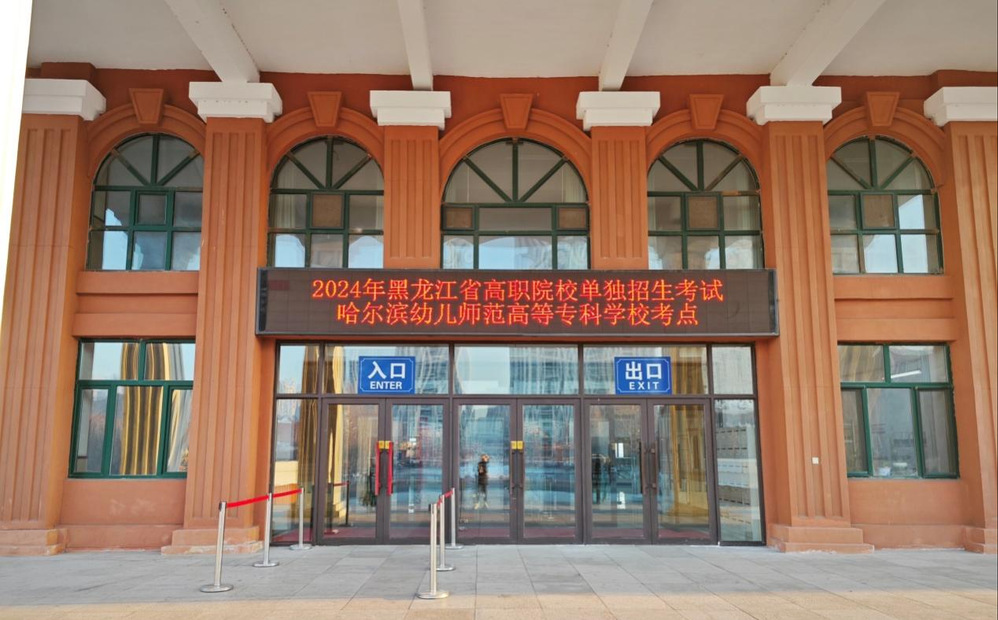 2024年黑龙江省高职院校单独招生考试
哈尔滨幼儿师范高等专科学校考点
入口
ENTER
出口
EXIT